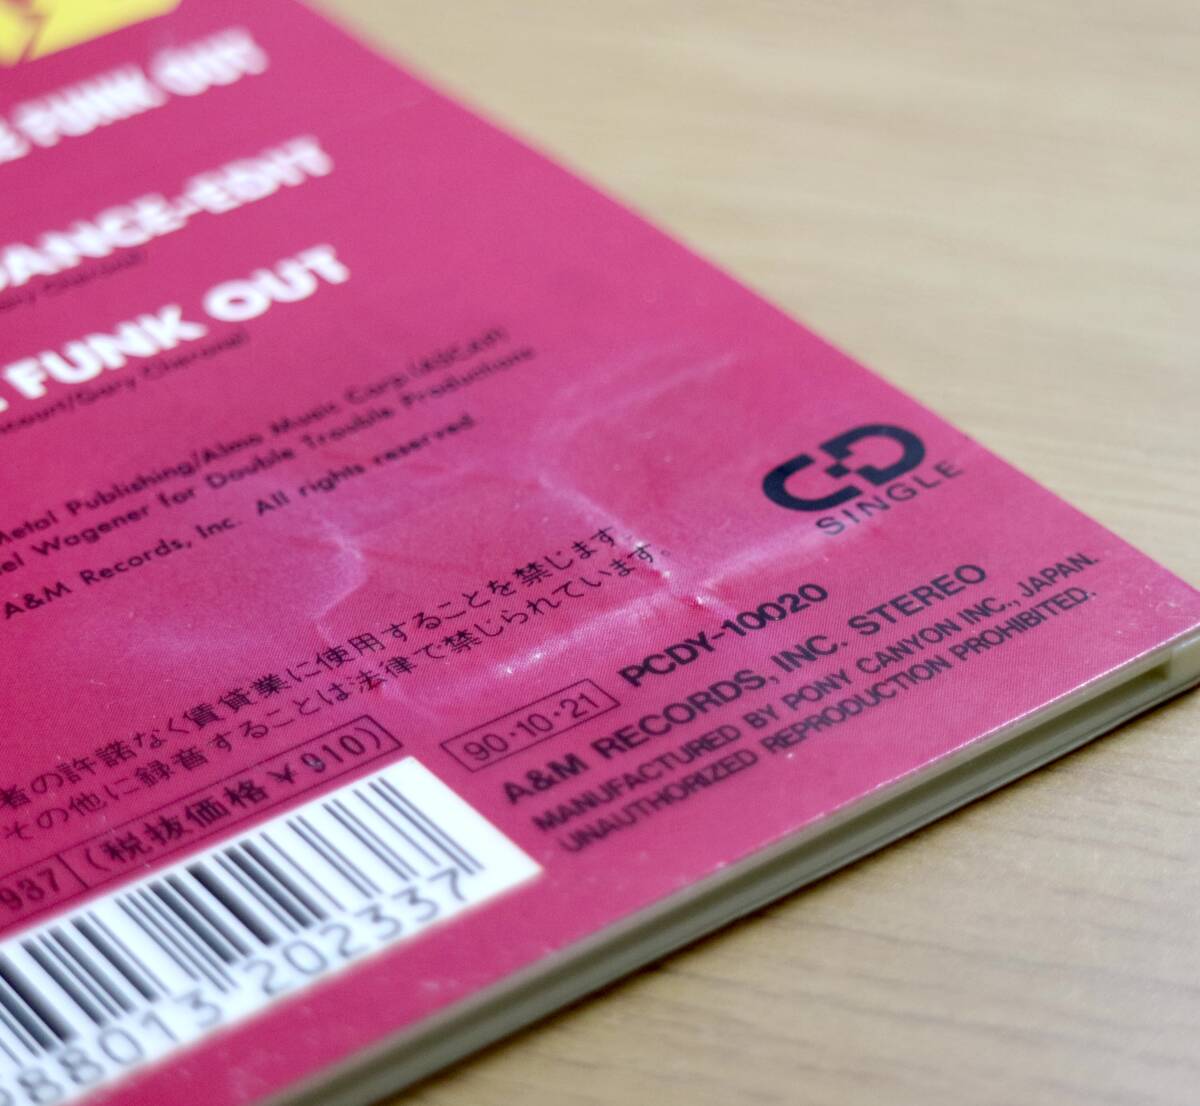 FUNK OUT
DANCE-EDIT
FUNK OUT
Metal Publishing/Almo Music Corp (ASCAP)
Wagener for Double Trouble Productions
A&M Records, Inc. All rights reserved.
者の許諾なく賃貸業に使用することを禁じます。
その他に録音することは法律で禁じられています。
937 (税抜価格¥910)
88013 202337
CD
SINGLE
PCDY-10020
90・10・21
A&M RECORDS, INC. STEREO
MANUFACTURED BY PONY CANYON INC., JAPAN.
UNAUTHORIZED REPRODUCTION PROHIBITED.